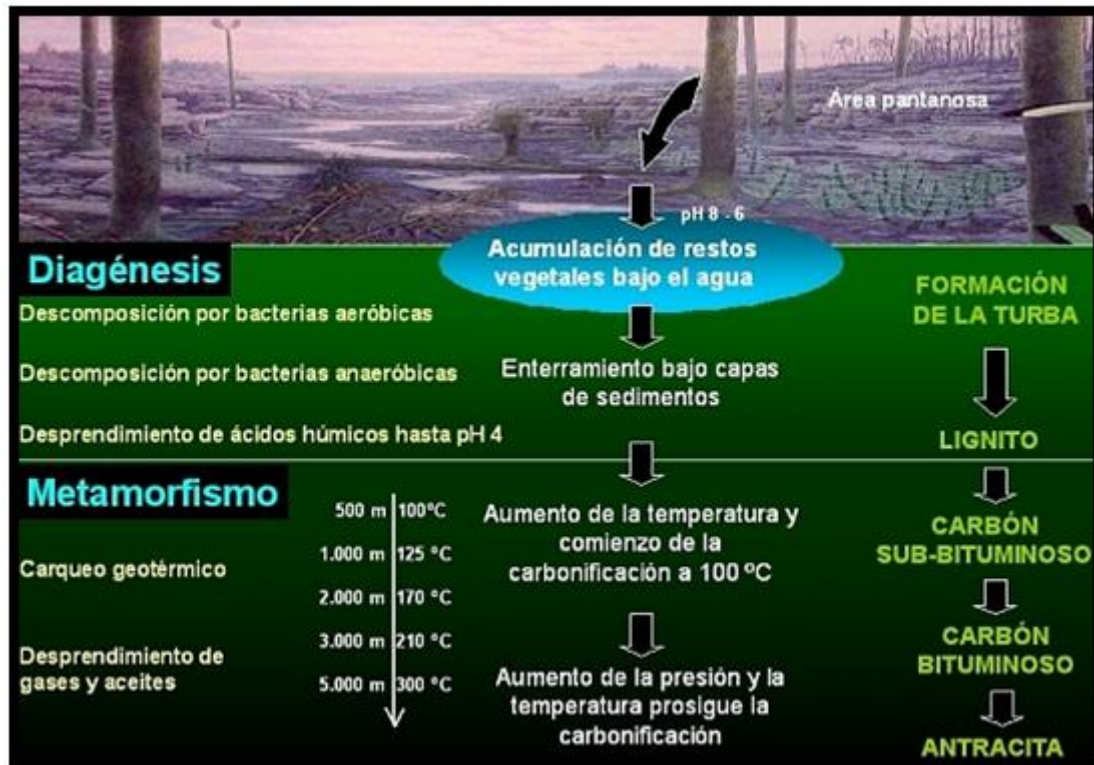 Área pantanosa
pH 8 - 6
Acumulación de restos
vegetales bajo el agua
Diagénesis
Descomposición por bacterias aeróbicas
Descomposición por bacterias anaeróbicas
Desprendimiento de ácidos húmicos hasta pH 4
Enterramiento bajo capas
de sedimentos
FORMACIÓN
DE LA TURBA
LIGNITO
Metamorfismo
Carqueo geotérmico
Desprendimiento de
gases y aceites
500 m 100ºC
1.000 m 125 ºC
2.000 m 170 ºC
3.000 m 210 ºC
5.000 m 300 ºC
Aumento de la temperatura y
comienzo de la
carbonificación a 100 ºC
Aumento de la presión y la
temperatura prosigue la
carbonificación
CARBÓN
SUB-BITUMINOSO
CARBÓN
BITUMINOSO
ANTRACITA